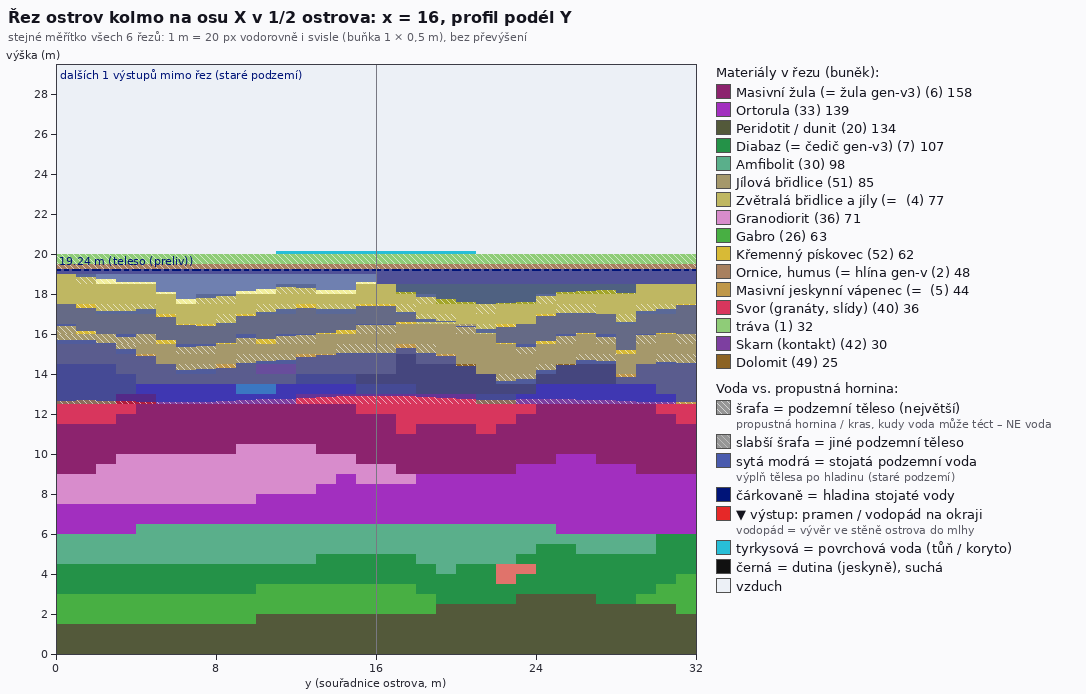 Řez ostrov kolmo na osu X v 1/2 ostrova: x = 16, profil podél Y
stejné měřítko všech 6 řezů: 1 m = 20 px vodorovně i svisle (buňka 1 × 0,5 m), bez převýšení
výška (m)
dalších 1 výstupů mimo řez (staré podzemí)
28
26
24
22
20
18
16
14
12
10
8
6
4
2
0
19.24 m (teleso (preliv))
0
8
16
24
32
y (souřadnice ostrova, m)
Materiály v řezu (buněk):
Masivní žula (= žula gen-v3) (6) 158
Ortorula (33) 139
Peridotit / dunit (20) 134
Diabaz (= čedič gen-v3) (7) 107
Amfibolit (30) 98
Jílová břidlice (51) 85
Zvětralá břidlice a jíly (=  (4) 77
Granodiorit (36) 71
Gabro (26) 63
Křemenný pískovec (52) 62
Ornice, humus (= hlína gen-v (2) 48
Masivní jeskynní vápenec (=  (5) 44
Svor (granáty, slídy) (40) 36
tráva (1) 32
Skarn (kontakt) (42) 30
Dolomit (49) 25
Voda vs. propustná hornina:
šrafa = podzemní těleso (největší)
propustná hornina / kras, kudy voda může téct – NE voda
slabší šrafa = jiné podzemní těleso
sytá modrá = stojatá podzemní voda
výplň tělesa po hladinu (staré podzemí)
čárkovaně = hladina stojaté vody
▼ výstup: pramen / vodopád na okraji
vodopád = vývěr ve stěně ostrova do mlhy
tyrkysová = povrchová voda (tůň / koryto)
černá = dutina (jeskyně), suchá
vzduch